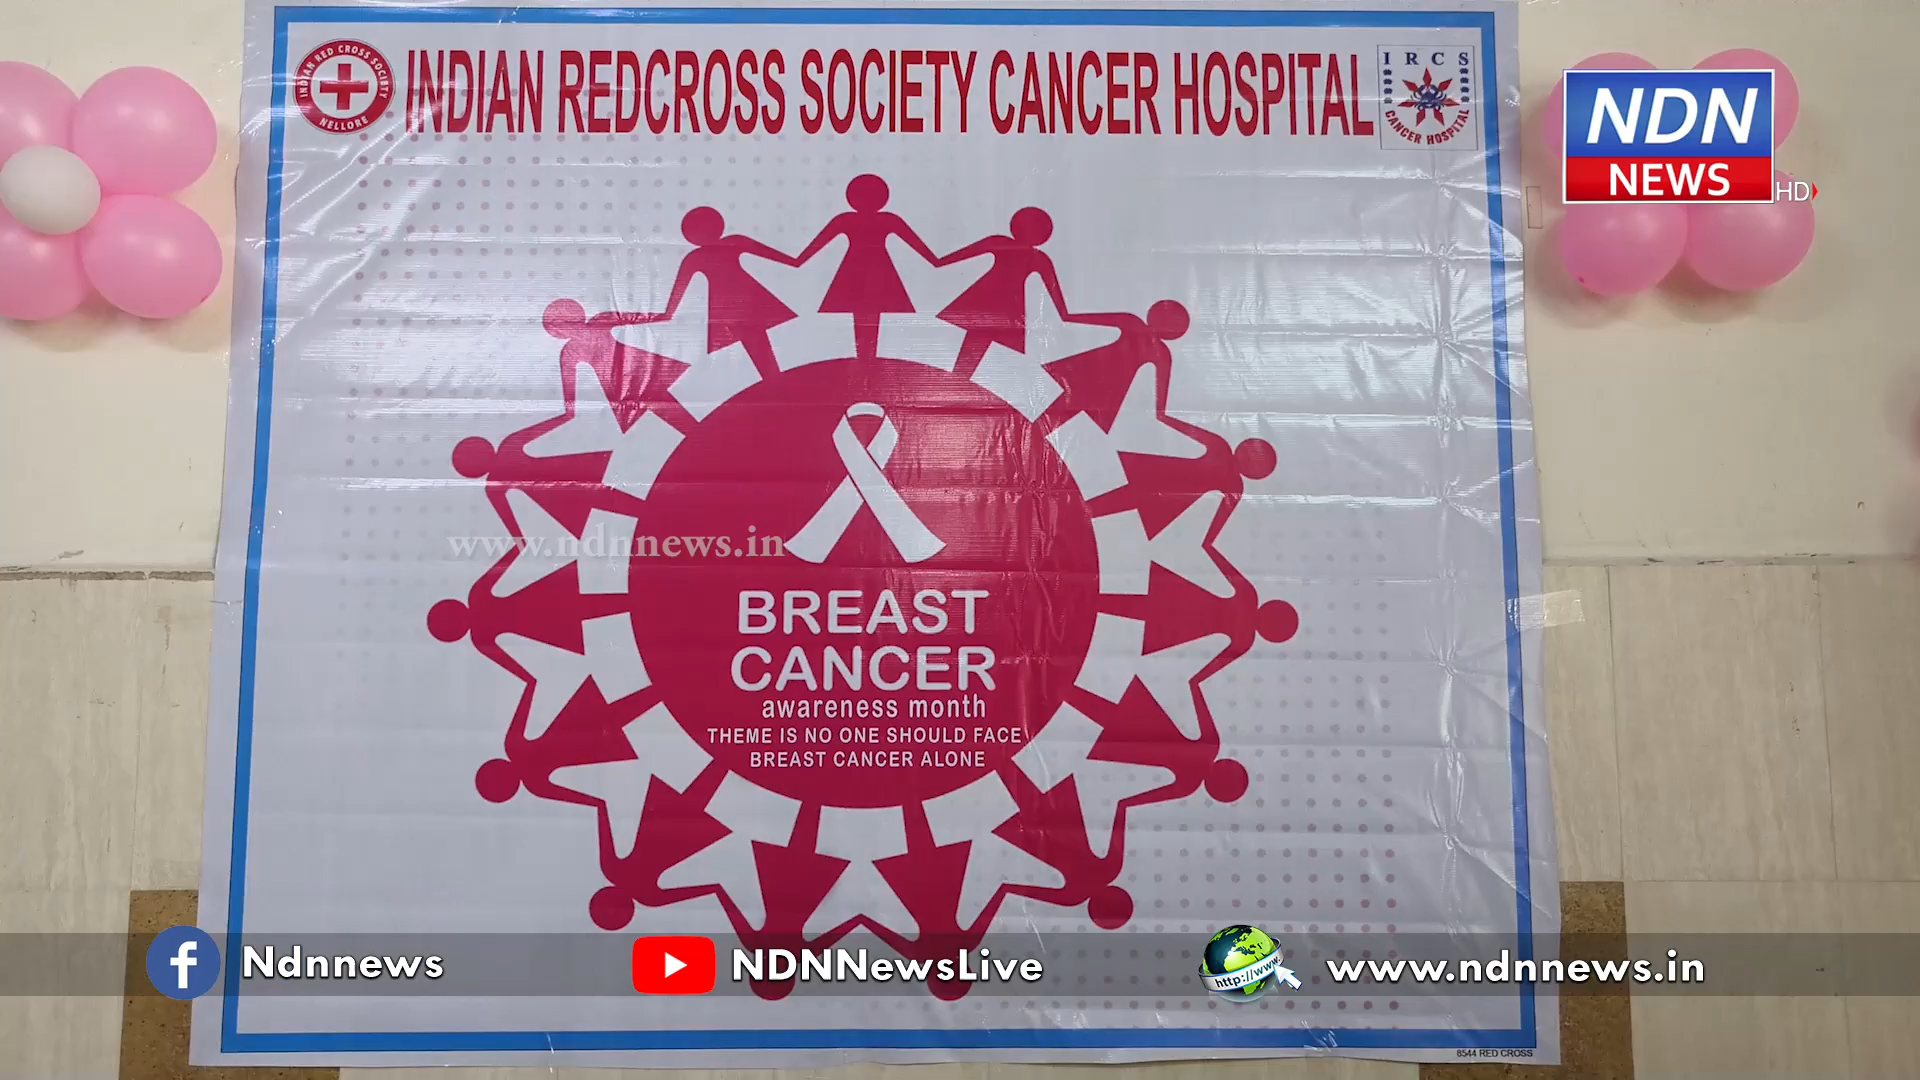 INDIAN RED CROSS SOCIETY
NELLORE
INDIAN REDCROSS SOCIETY CANCER HOSPITAL
IRCS
CANCER HOSPITAL
NDN
NEWS
HD
www.ndnnews.in
BREAST
CANCER
awareness month
THEME IS NO ONE SHOULD FACE
BREAST CANCER ALONE
f Ndnnews
NDNNewsLive
http://www.
www.ndnnews.in
8544 RED CROSS